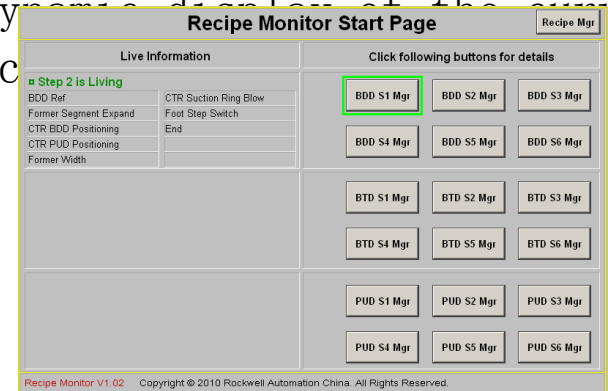 Recipe Monitor Start Page
Recipe Mgr
Live Information
Click following buttons for details
¤ Step 2 is Living
BDD Ref CTR Suction Ring Blow
Former Segment Expand Foot Step Switch
CTR BDD Positioning End
CTR PUD Positioning
Former Width
BDD S1 Mgr BDD S2 Mgr BDD S3 Mgr
BDD S4 Mgr BDD S5 Mgr BDD S6 Mgr
BTD S1 Mgr BTD S2 Mgr BTD S3 Mgr
BTD S4 Mgr BTD S5 Mgr BTD S6 Mgr
PUD S1 Mgr PUD S2 Mgr PUD S3 Mgr
PUD S4 Mgr PUD S5 Mgr PUD S6 Mgr
Recipe Monitor V1.02 Copyright © 2010 Rockwell Automation China. All Rights Reserved.